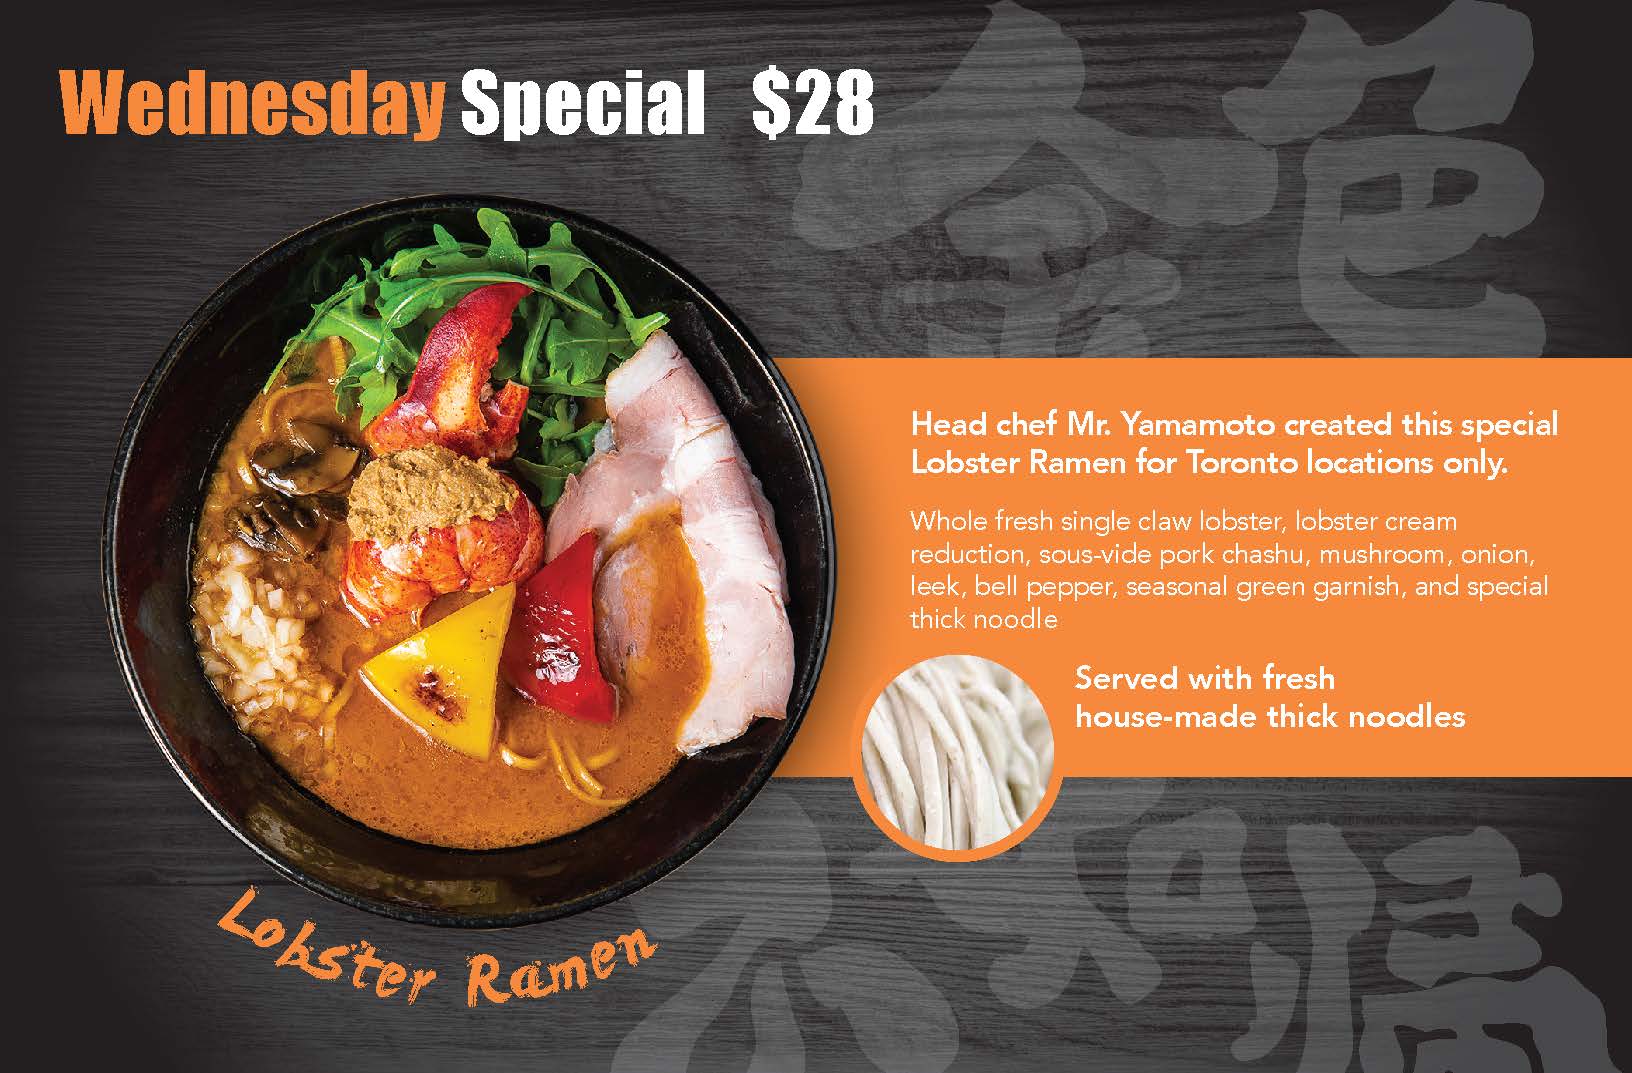 Wednesday Special $28
Head chef Mr. Yamamoto created this special
Lobster Ramen for Toronto locations only.
Whole fresh single claw lobster, lobster cream
reduction, sous-vide pork chashu, mushroom, onion,
leek, bell pepper, seasonal green garnish, and special
thick noodle
Served with fresh
house-made thick noodles
Lobster Ramen